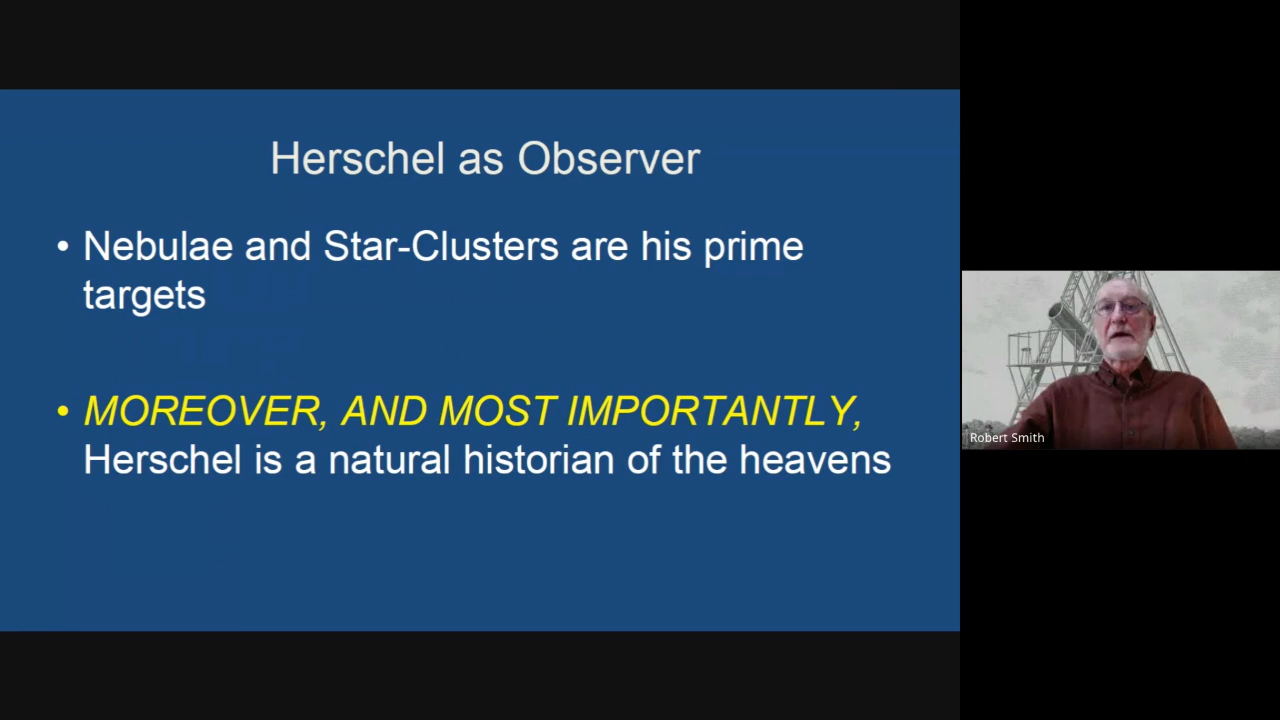 Herschel as Observer
• Nebulae and Star-Clusters are his prime
targets
• MOREOVER, AND MOST IMPORTANTLY,
Herschel is a natural historian of the heavens
Robert Smith